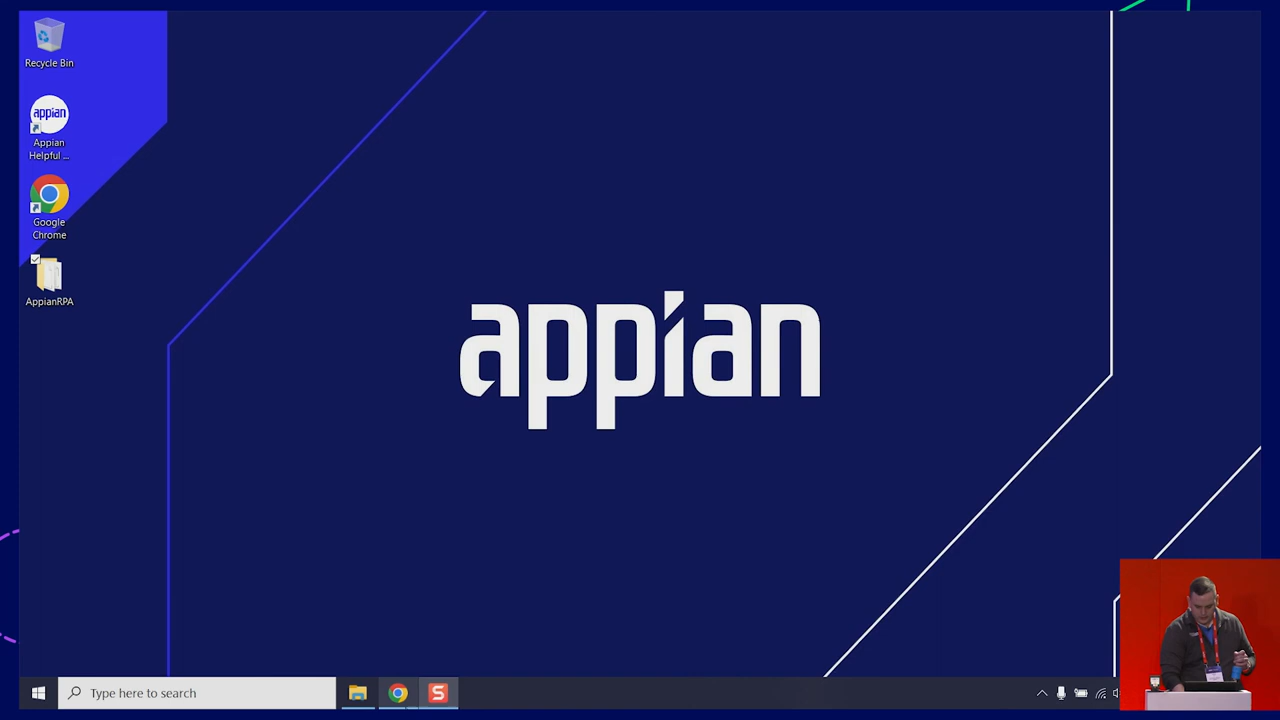 Recycle Bin
appian
Appian
Helpful ...
Google
Chrome
AppianRPA
appian
Type here to search
S